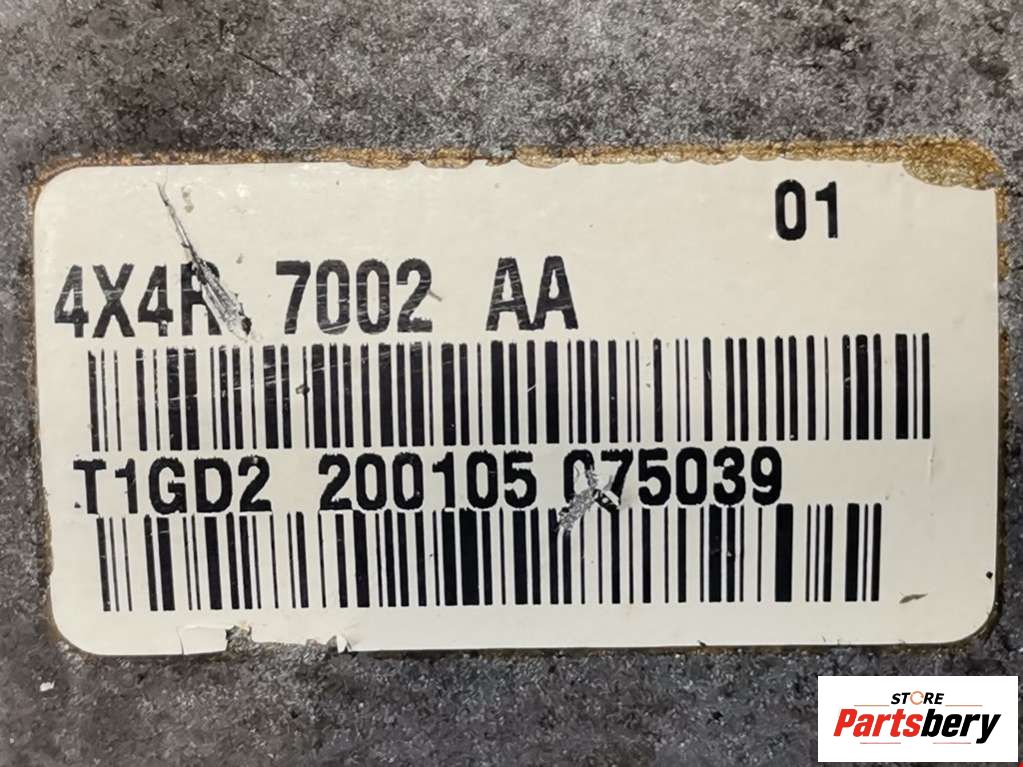 01
4X4R 7002 AA
T1GD2 200105 075039
STORE
Partsbery